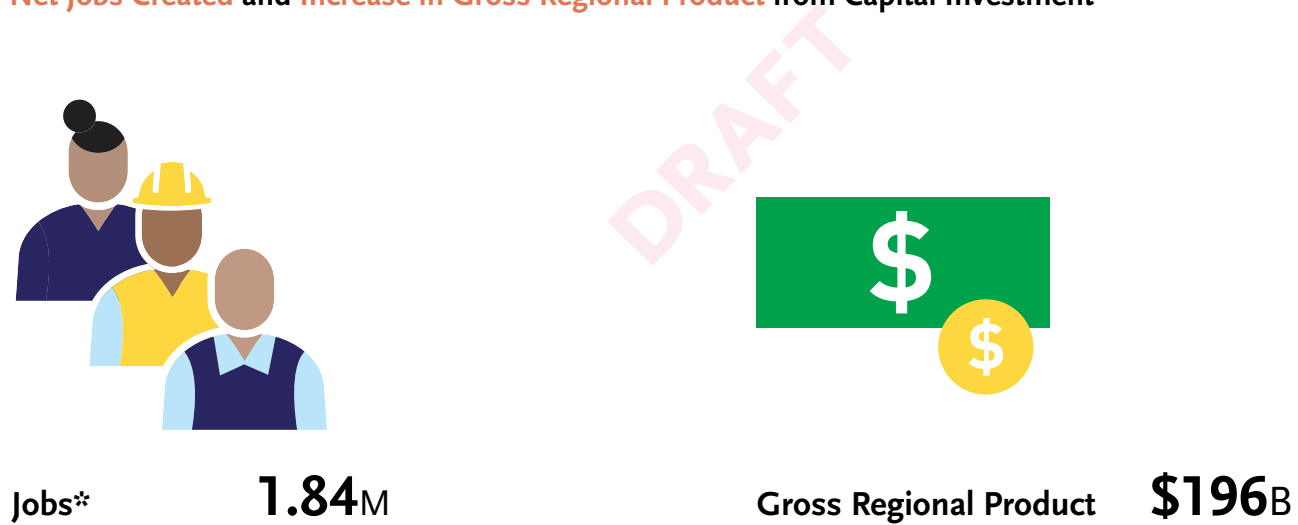 Net Jobs Created and Increase in Gross Regional Product from Capital Investment
DRAFT
$
$
Jobs* 1.84M
Gross Regional Product $196B